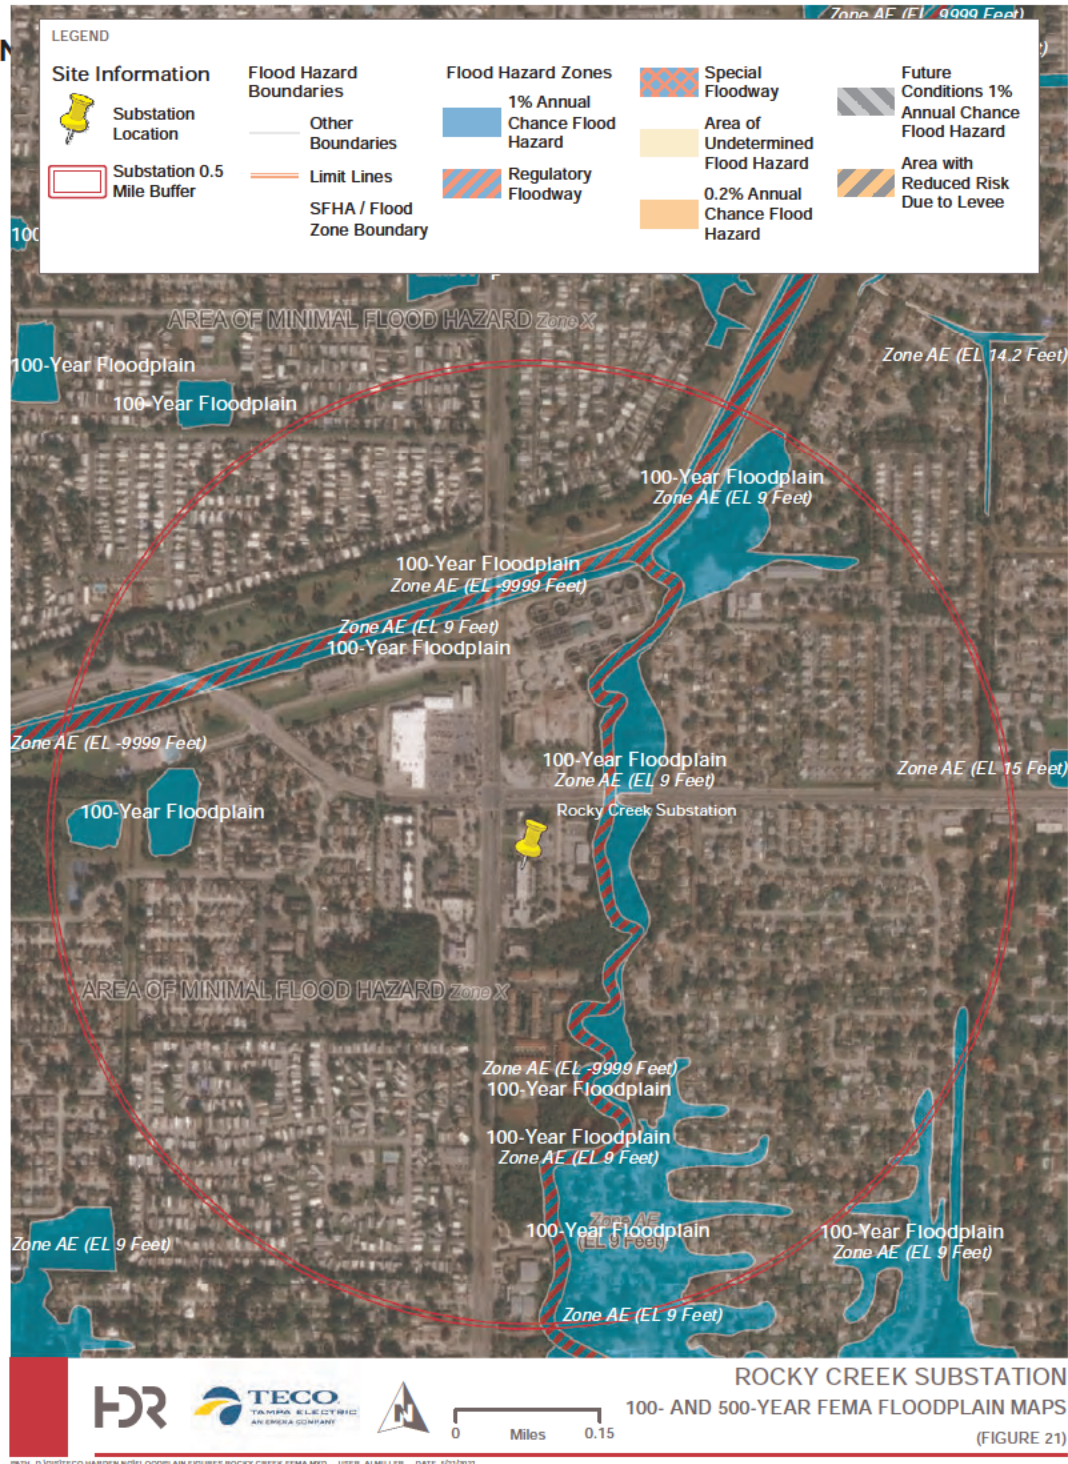 Zone AE (EL -9999 Feet)
N
LEGEND
Site Information
Substation
Location
Substation 0.5
Mile Buffer
Flood Hazard
Boundaries
Other
Boundaries
Limit Lines
SFHA / Flood
Zone Boundary
Flood Hazard Zones
1% Annual
Chance Flood
Hazard
Regulatory
Floodway
Special
Floodway
Area of
Undetermined
Flood Hazard
0.2% Annual
Chance Flood
Hazard
Future
Conditions 1%
Annual Chance
Flood Hazard
Area with
Reduced Risk
Due to Levee
100
AREA OF MINIMAL FLOOD HAZARD Zone X
Zone AE (EL 14.2 Feet)
100-Year Floodplain
100-Year Floodplain
100-Year Floodplain
Zone AE (EL 9 Feet)
100-Year Floodplain
Zone AE (EL -9999 Feet)
Zone AE (EL 9 Feet)
100-Year Floodplain
Zone AE (EL -9999 Feet)
100-Year Floodplain
Zone AE (EL 9 Feet)
Zone AE (EL 15 Feet)
100-Year Floodplain
Rocky Creek Substation
AREA OF MINIMAL FLOOD HAZARD Zone X
Zone AE (EL -9999 Feet)
100-Year Floodplain
100-Year Floodplain
Zone AE (EL 9 Feet)
Zone AE
(EL 9 Feet)
100-Year Floodplain
100-Year Floodplain
Zone AE (EL 9 Feet)
Zone AE (EL 9 Feet)
Zone AE (EL 9 Feet)
HDR
TECO
TAMPA ELECTRIC
AN EMERA COMPANY
N
0 Miles 0.15
ROCKY CREEK SUBSTATION
100- AND 500-YEAR FEMA FLOODPLAIN MAPS
(FIGURE 21)